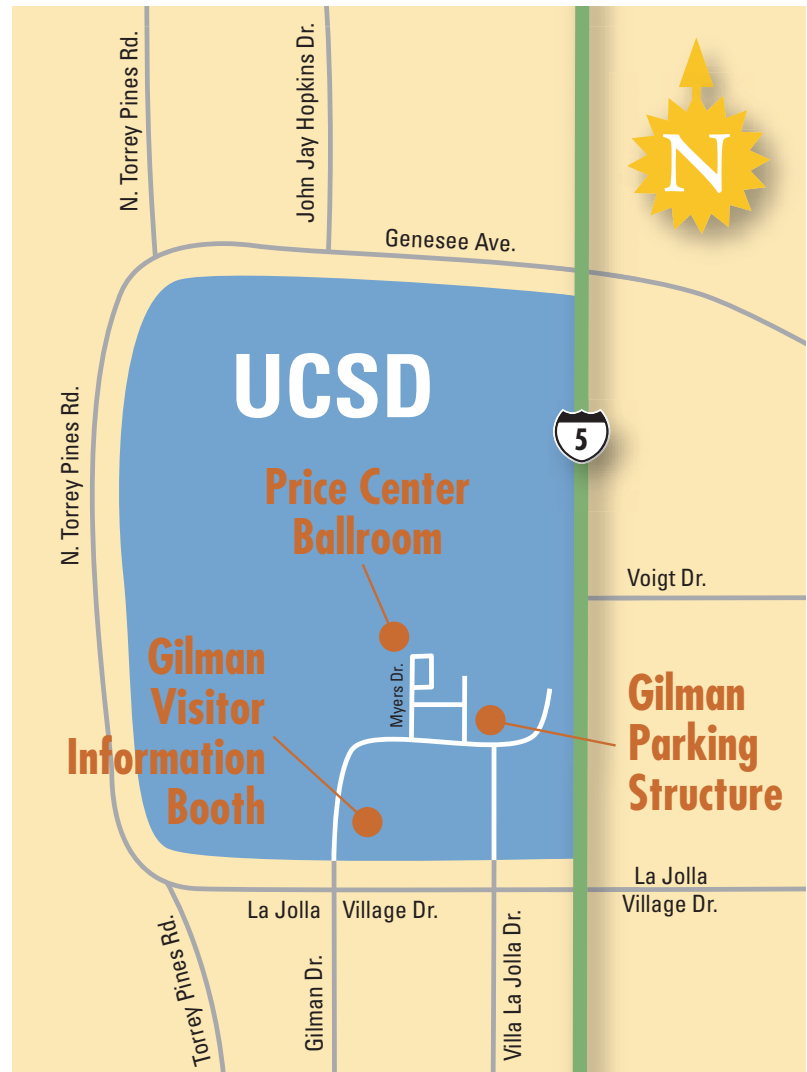 N. Torrey Pines Rd.
John Jay Hopkins Dr.
N
Genesee Ave.
UCSD
5
N. Torrey Pines Rd.
Price Center
Ballroom
Voigt Dr.
Gilman
Visitor
Information
Booth
Myers Dr.
Gilman
Parking
Structure
La Jolla
Village Dr.
La Jolla
Village Dr.
Torrey Pines Rd.
Gilman Dr.
Villa La Jolla Dr.